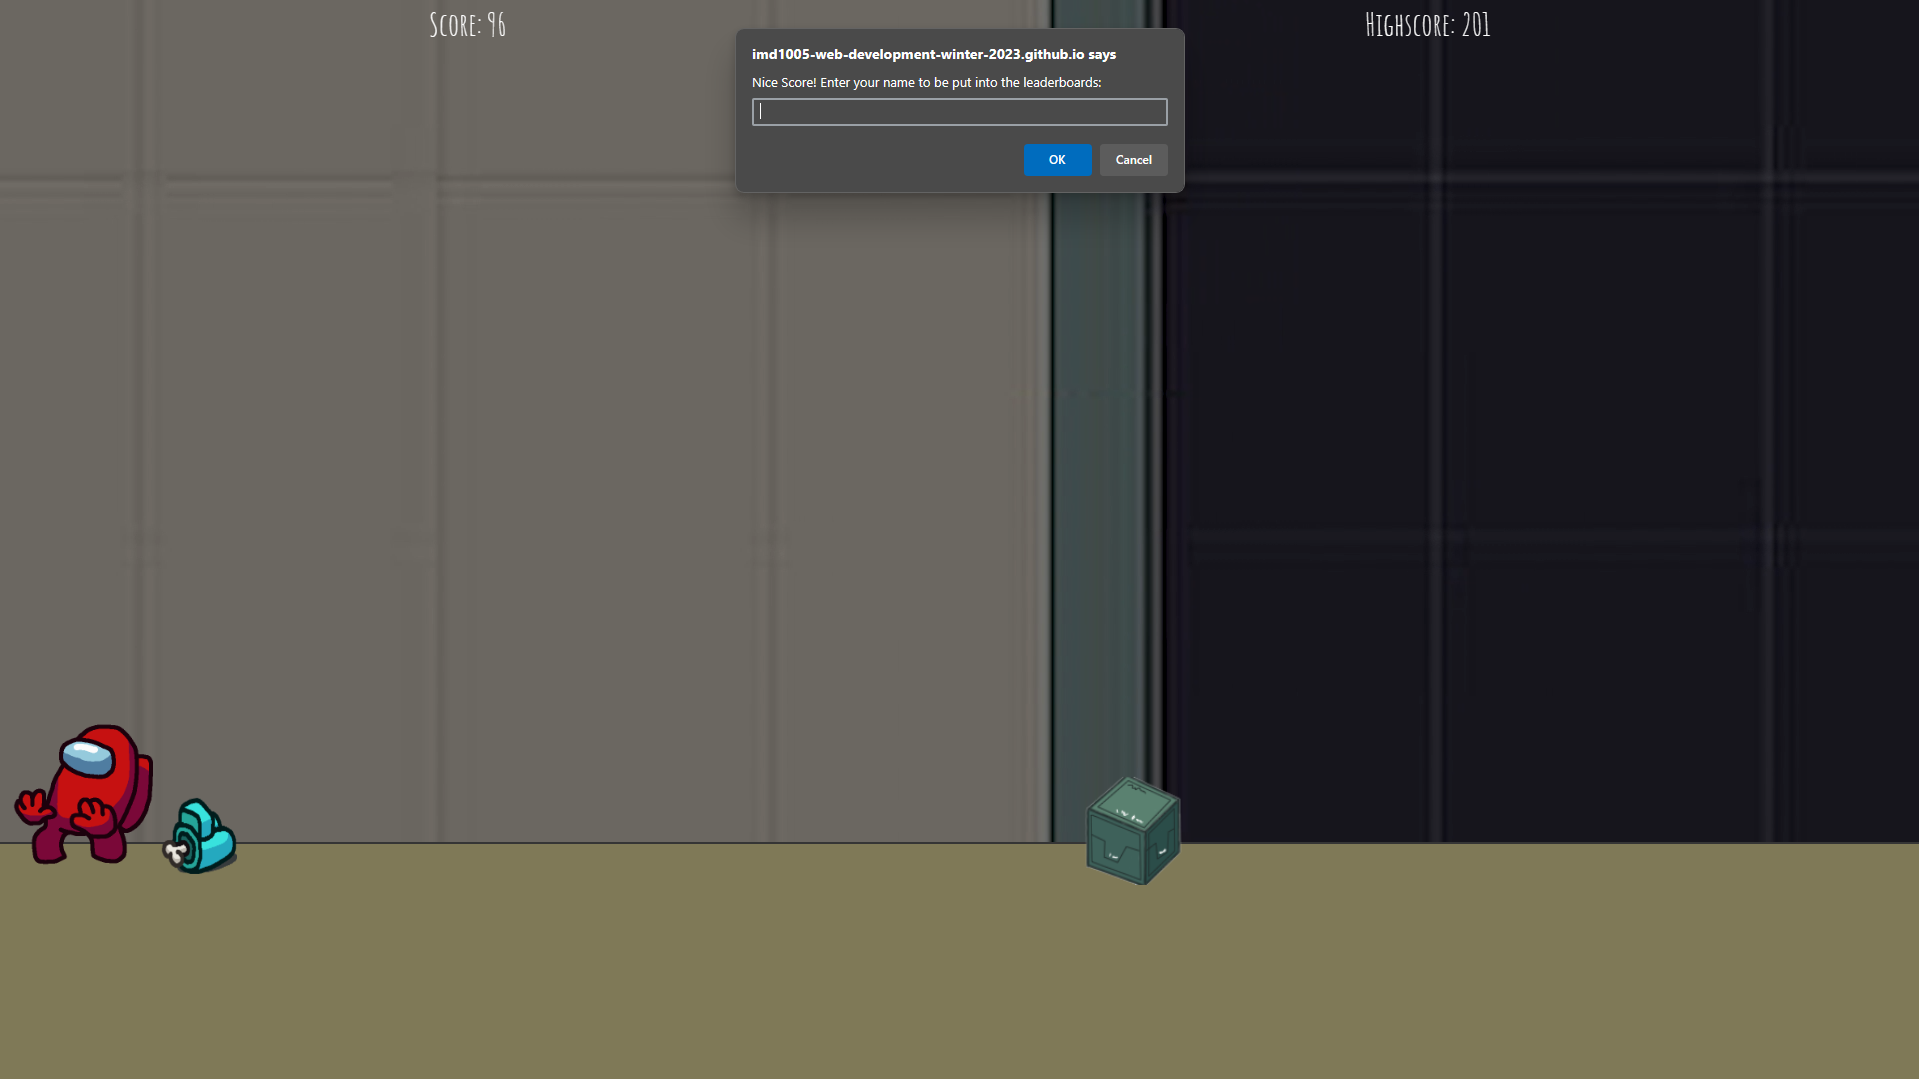 Score: 96
Highscore: 201
imd1005-web-development-winter-2023.github.io says
Nice Score! Enter your name to be put into the leaderboards:
OK
Cancel